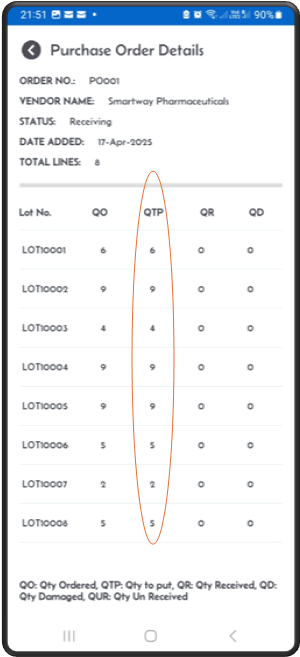 21:51 90%
Purchase Order Details
ORDER NO.: PO001
VENDOR NAME: Smartway Pharmaceuticals
STATUS: Receiving
DATE ADDED: 17-Apr-2025
TOTAL LINES: 8
Lot No. QO QTP QR QD
LOT10001 6 6 0 0
LOT10002 9 9 0 0
LOT10003 4 4 0 0
LOT10004 9 9 0 0
LOT10005 9 9 0 0
LOT10006 5 5 0 0
LOT10007 2 2 0 0
LOT10008 5 5 0 0
QO: Qty Ordered, QTP: Qty to put, QR: Qty Received, QD:
Qty Damaged, QUR: Qty Un Received